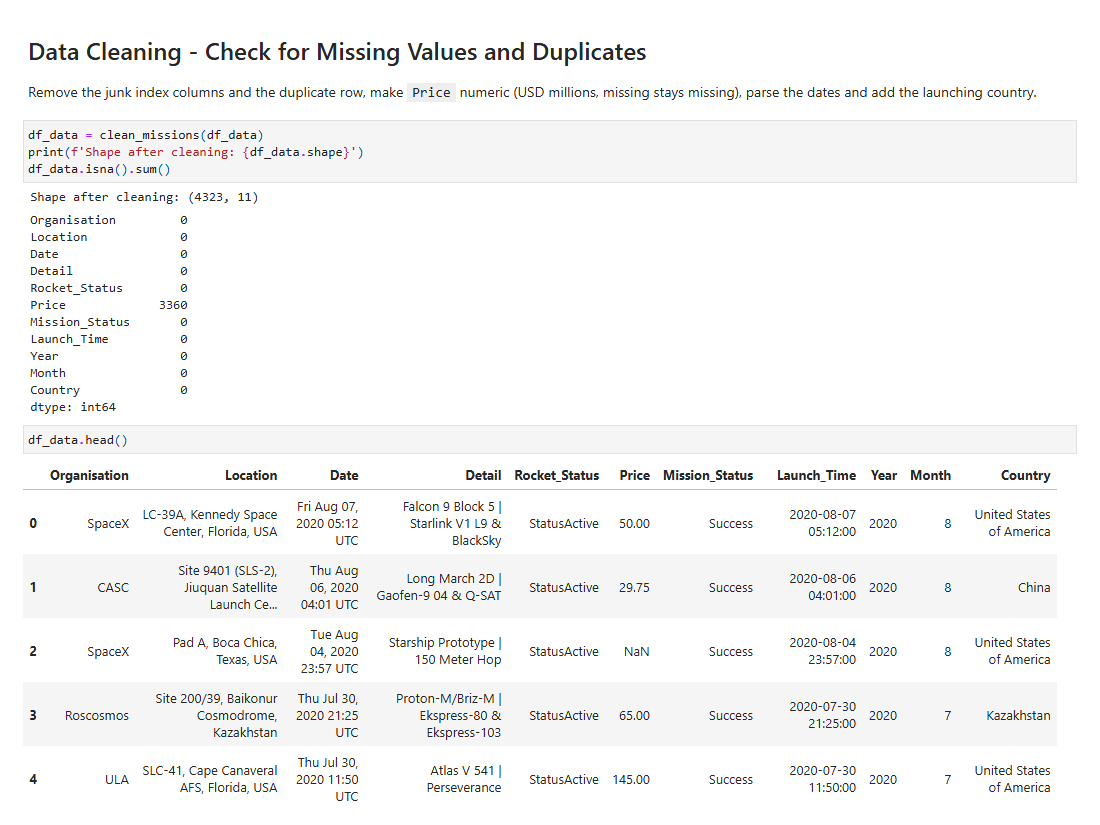 Data Cleaning - Check for Missing Values and Duplicates
Remove the junk index columns and the duplicate row, make Price numeric (USD millions, missing stays missing), parse the dates and add the launching country.
df_data = clean_missions(df_data)
print(f'Shape after cleaning: {df_data.shape}')
df_data.isna().sum()
Shape after cleaning: (4323, 11)
Organisation 0
Location 0
Date 0
Detail 0
Rocket_Status 0
Price 3360
Mission_Status 0
Launch_Time 0
Year 0
Month 0
Country 0
dtype: int64
df_data.head()
Organisation Location Date Detail Rocket_Status Price Mission_Status Launch_Time Year Month Country
0 SpaceX LC-39A, Kennedy Space Center, Florida, USA Fri Aug 07, 2020 05:12 UTC Falcon 9 Block 5 | Starlink V1 L9 & BlackSky StatusActive 50.00 Success 2020-08-07 05:12:00 2020 8 United States of America
1 CASC Site 9401 (SLS-2), Jiuquan Satellite Launch Ce... Thu Aug 06, 2020 04:01 UTC Long March 2D | Gaofen-9 04 & Q-SAT StatusActive 29.75 Success 2020-08-06 04:01:00 2020 8 China
2 SpaceX Pad A, Boca Chica, Texas, USA Tue Aug 04, 2020 23:57 UTC Starship Prototype | 150 Meter Hop StatusActive NaN Success 2020-08-04 23:57:00 2020 8 United States of America
3 Roscosmos Site 200/39, Baikonur Cosmodrome, Kazakhstan Thu Jul 30, 2020 21:25 UTC Proton-M/Briz-M | Ekspress-80 & Ekspress-103 StatusActive 65.00 Success 2020-07-30 21:25:00 2020 7 Kazakhstan
4 ULA SLC-41, Cape Canaveral AFS, Florida, USA Thu Jul 30, 2020 11:50 UTC Atlas V 541 | Perseverance StatusActive 145.00 Success 2020-07-30 11:50:00 2020 7 United States of America